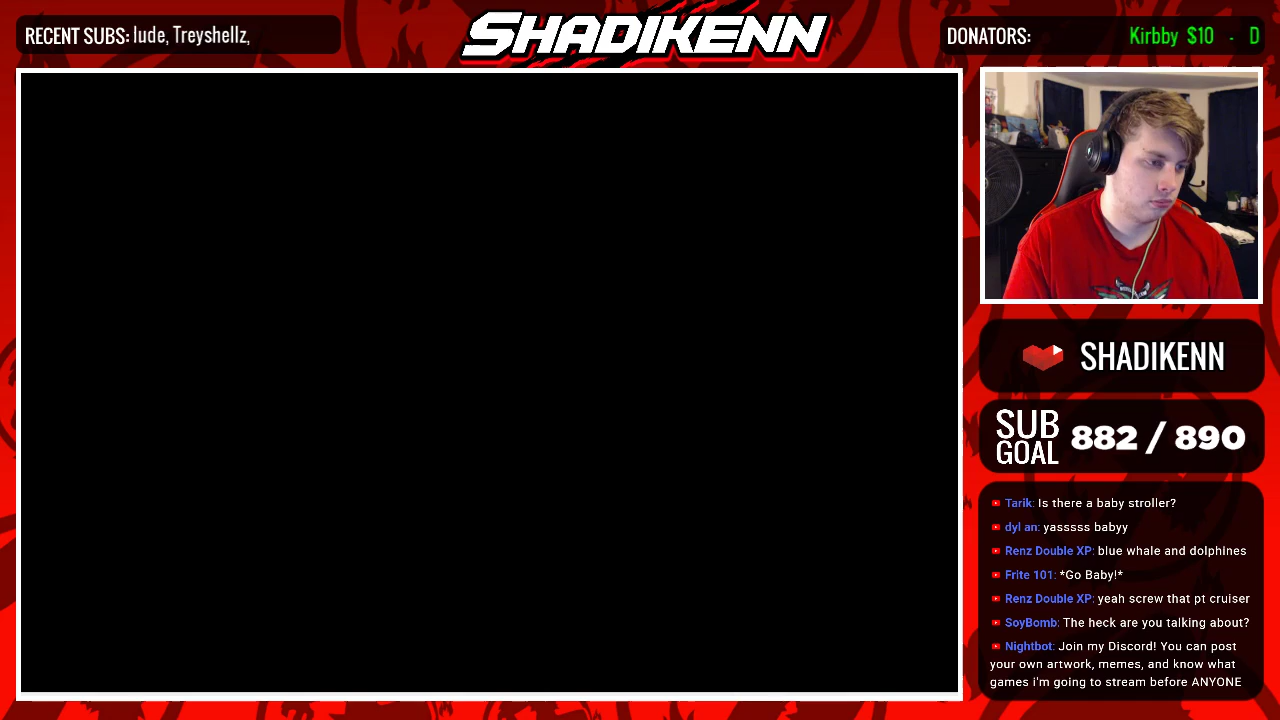 RECENT SUBS: lude, Treyshellz,
SHADIKENN
DONATORS: Kirbby $10 - D
SHADIKENN
SUB GOAL 882 / 890
Tarik: Is there a baby stroller?
dyl an: yasssss babyy
Renz Double XP: blue whale and dolphines
Frite 101: *Go Baby!*
Renz Double XP: yeah screw that pt cruiser
SoyBomb: The heck are you talking about?
Nightbot: Join my Discord! You can post
your own artwork, memes, and know what
games i'm going to stream before ANYONE